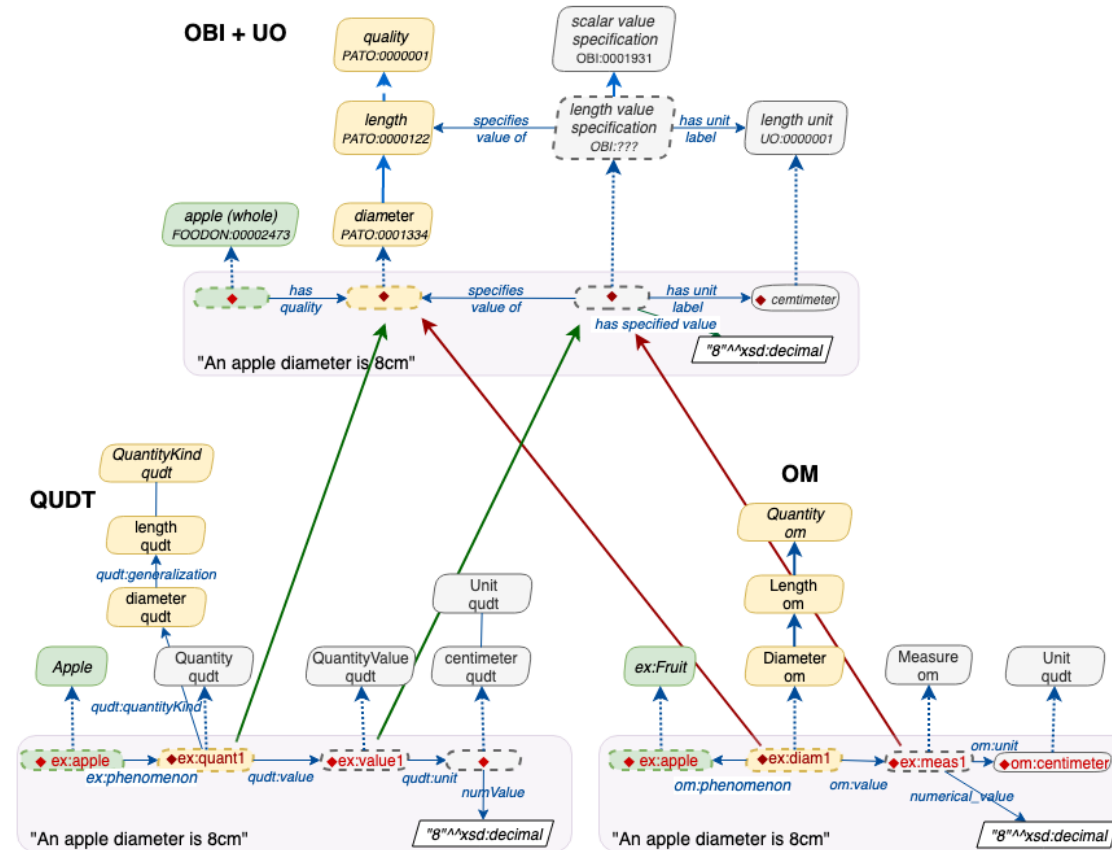 OBI + UO
quality
PATO:0000001
scalar value
specification
OBI:0001931
length
PATO:0000122
specifies
value of
length value
specification
OBI:???
has unit
label
length unit
UO:0000001
apple (whole)
FOODON:00002473
diameter
PATO:0001334
has
quality
specifies
value of
has unit
label
cemtimeter
has specified value
"8"^^xsd:decimal
"An apple diameter is 8cm"
QUDT
QuantityKind
qudt
length
qudt
qudt:generalization
diameter
qudt
Apple
Quantity
qudt
qudt:quantityKind
QuantityValue
qudt
Unit
qudt
centimeter
qudt
ex:apple
ex:phenomenon
ex:quant1
qudt:value
ex:value1
qudt:unit
numValue
"8"^^xsd:decimal
"An apple diameter is 8cm"
OM
Quantity
om
Length
om
Diameter
om
ex:Fruit
Measure
om
Unit
qudt
ex:apple
om:phenomenon
ex:diam1
om:value
ex:meas1
om:unit
om:centimeter
numerical_value
"8"^^xsd:decimal
"An apple diameter is 8cm"